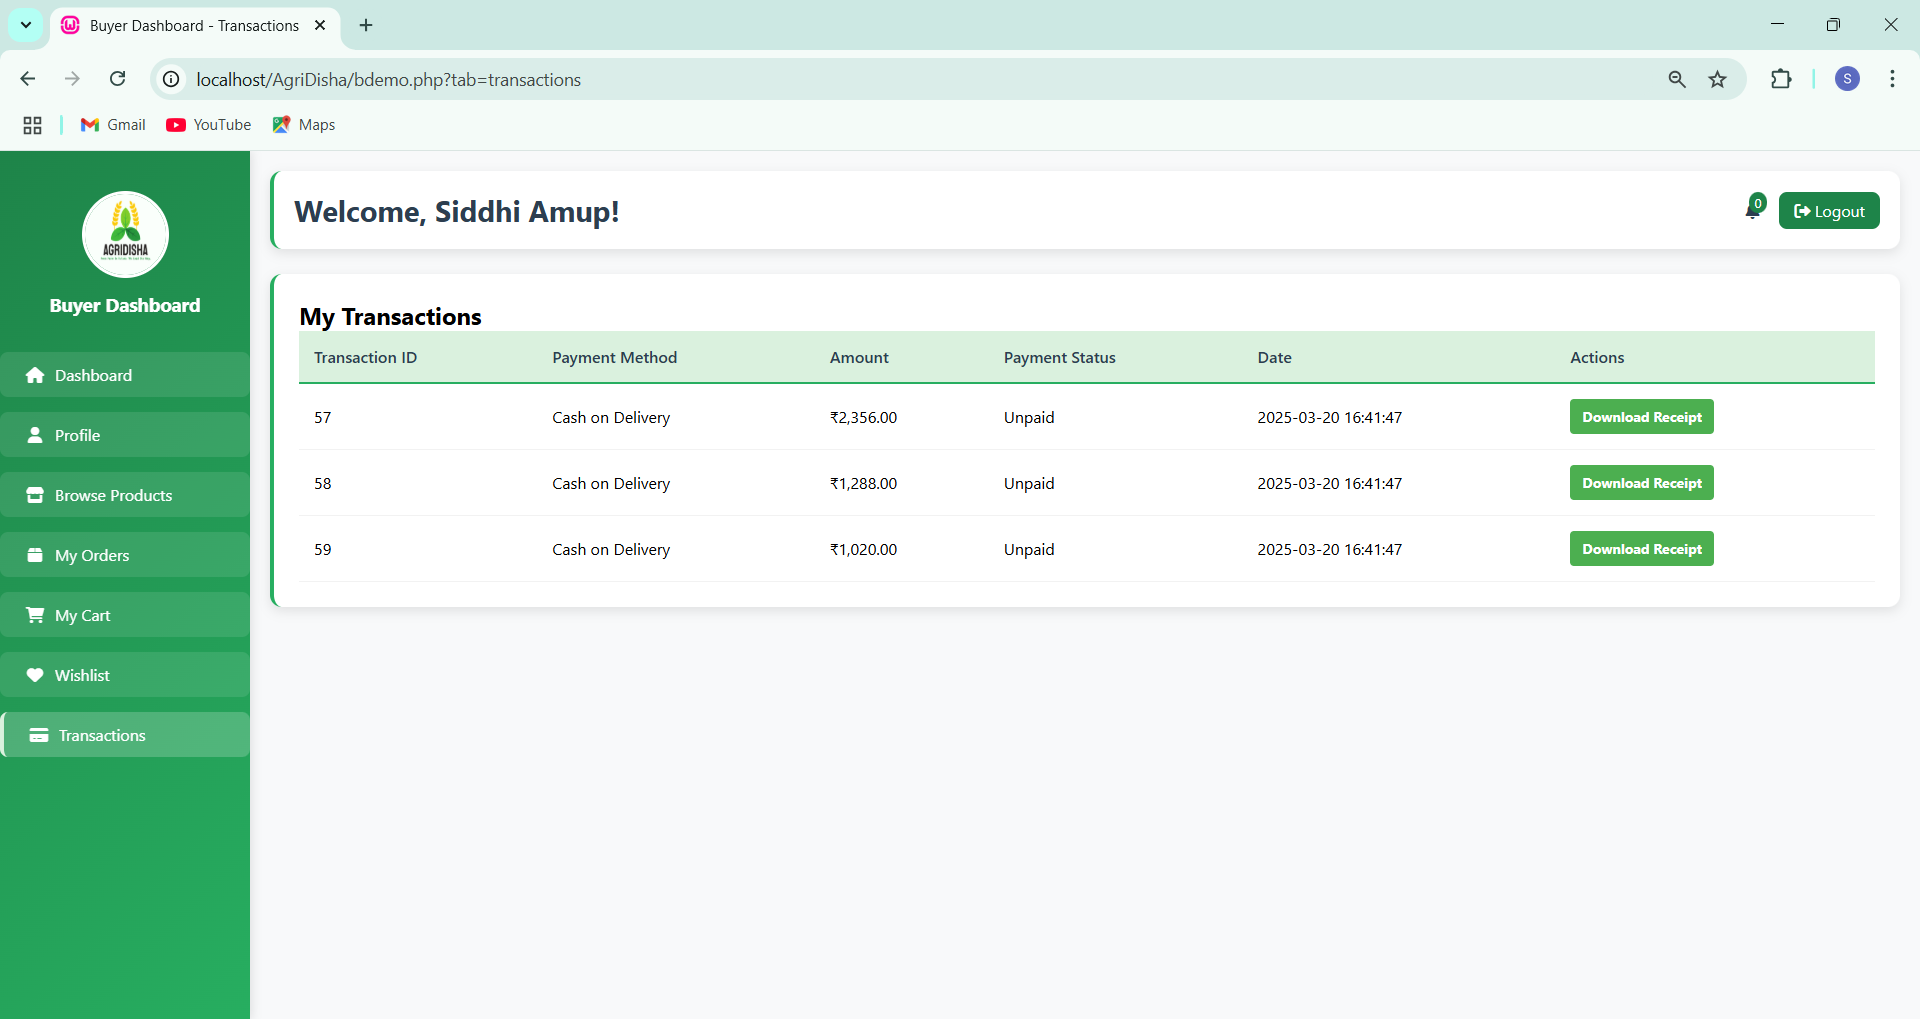 Buyer Dashboard - Transactions
localhost/AgriDisha/bdemo.php?tab=transactions
S
Gmail YouTube Maps
AGRIDISHA
Buyer Dashboard
Dashboard
Profile
Browse Products
My Orders
My Cart
Wishlist
Transactions
Welcome, Siddhi Amup!
0
Logout
My Transactions
Transaction ID Payment Method Amount Payment Status Date Actions
57 Cash on Delivery ₹2,356.00 Unpaid 2025-03-20 16:41:47 Download Receipt
58 Cash on Delivery ₹1,288.00 Unpaid 2025-03-20 16:41:47 Download Receipt
59 Cash on Delivery ₹1,020.00 Unpaid 2025-03-20 16:41:47 Download Receipt